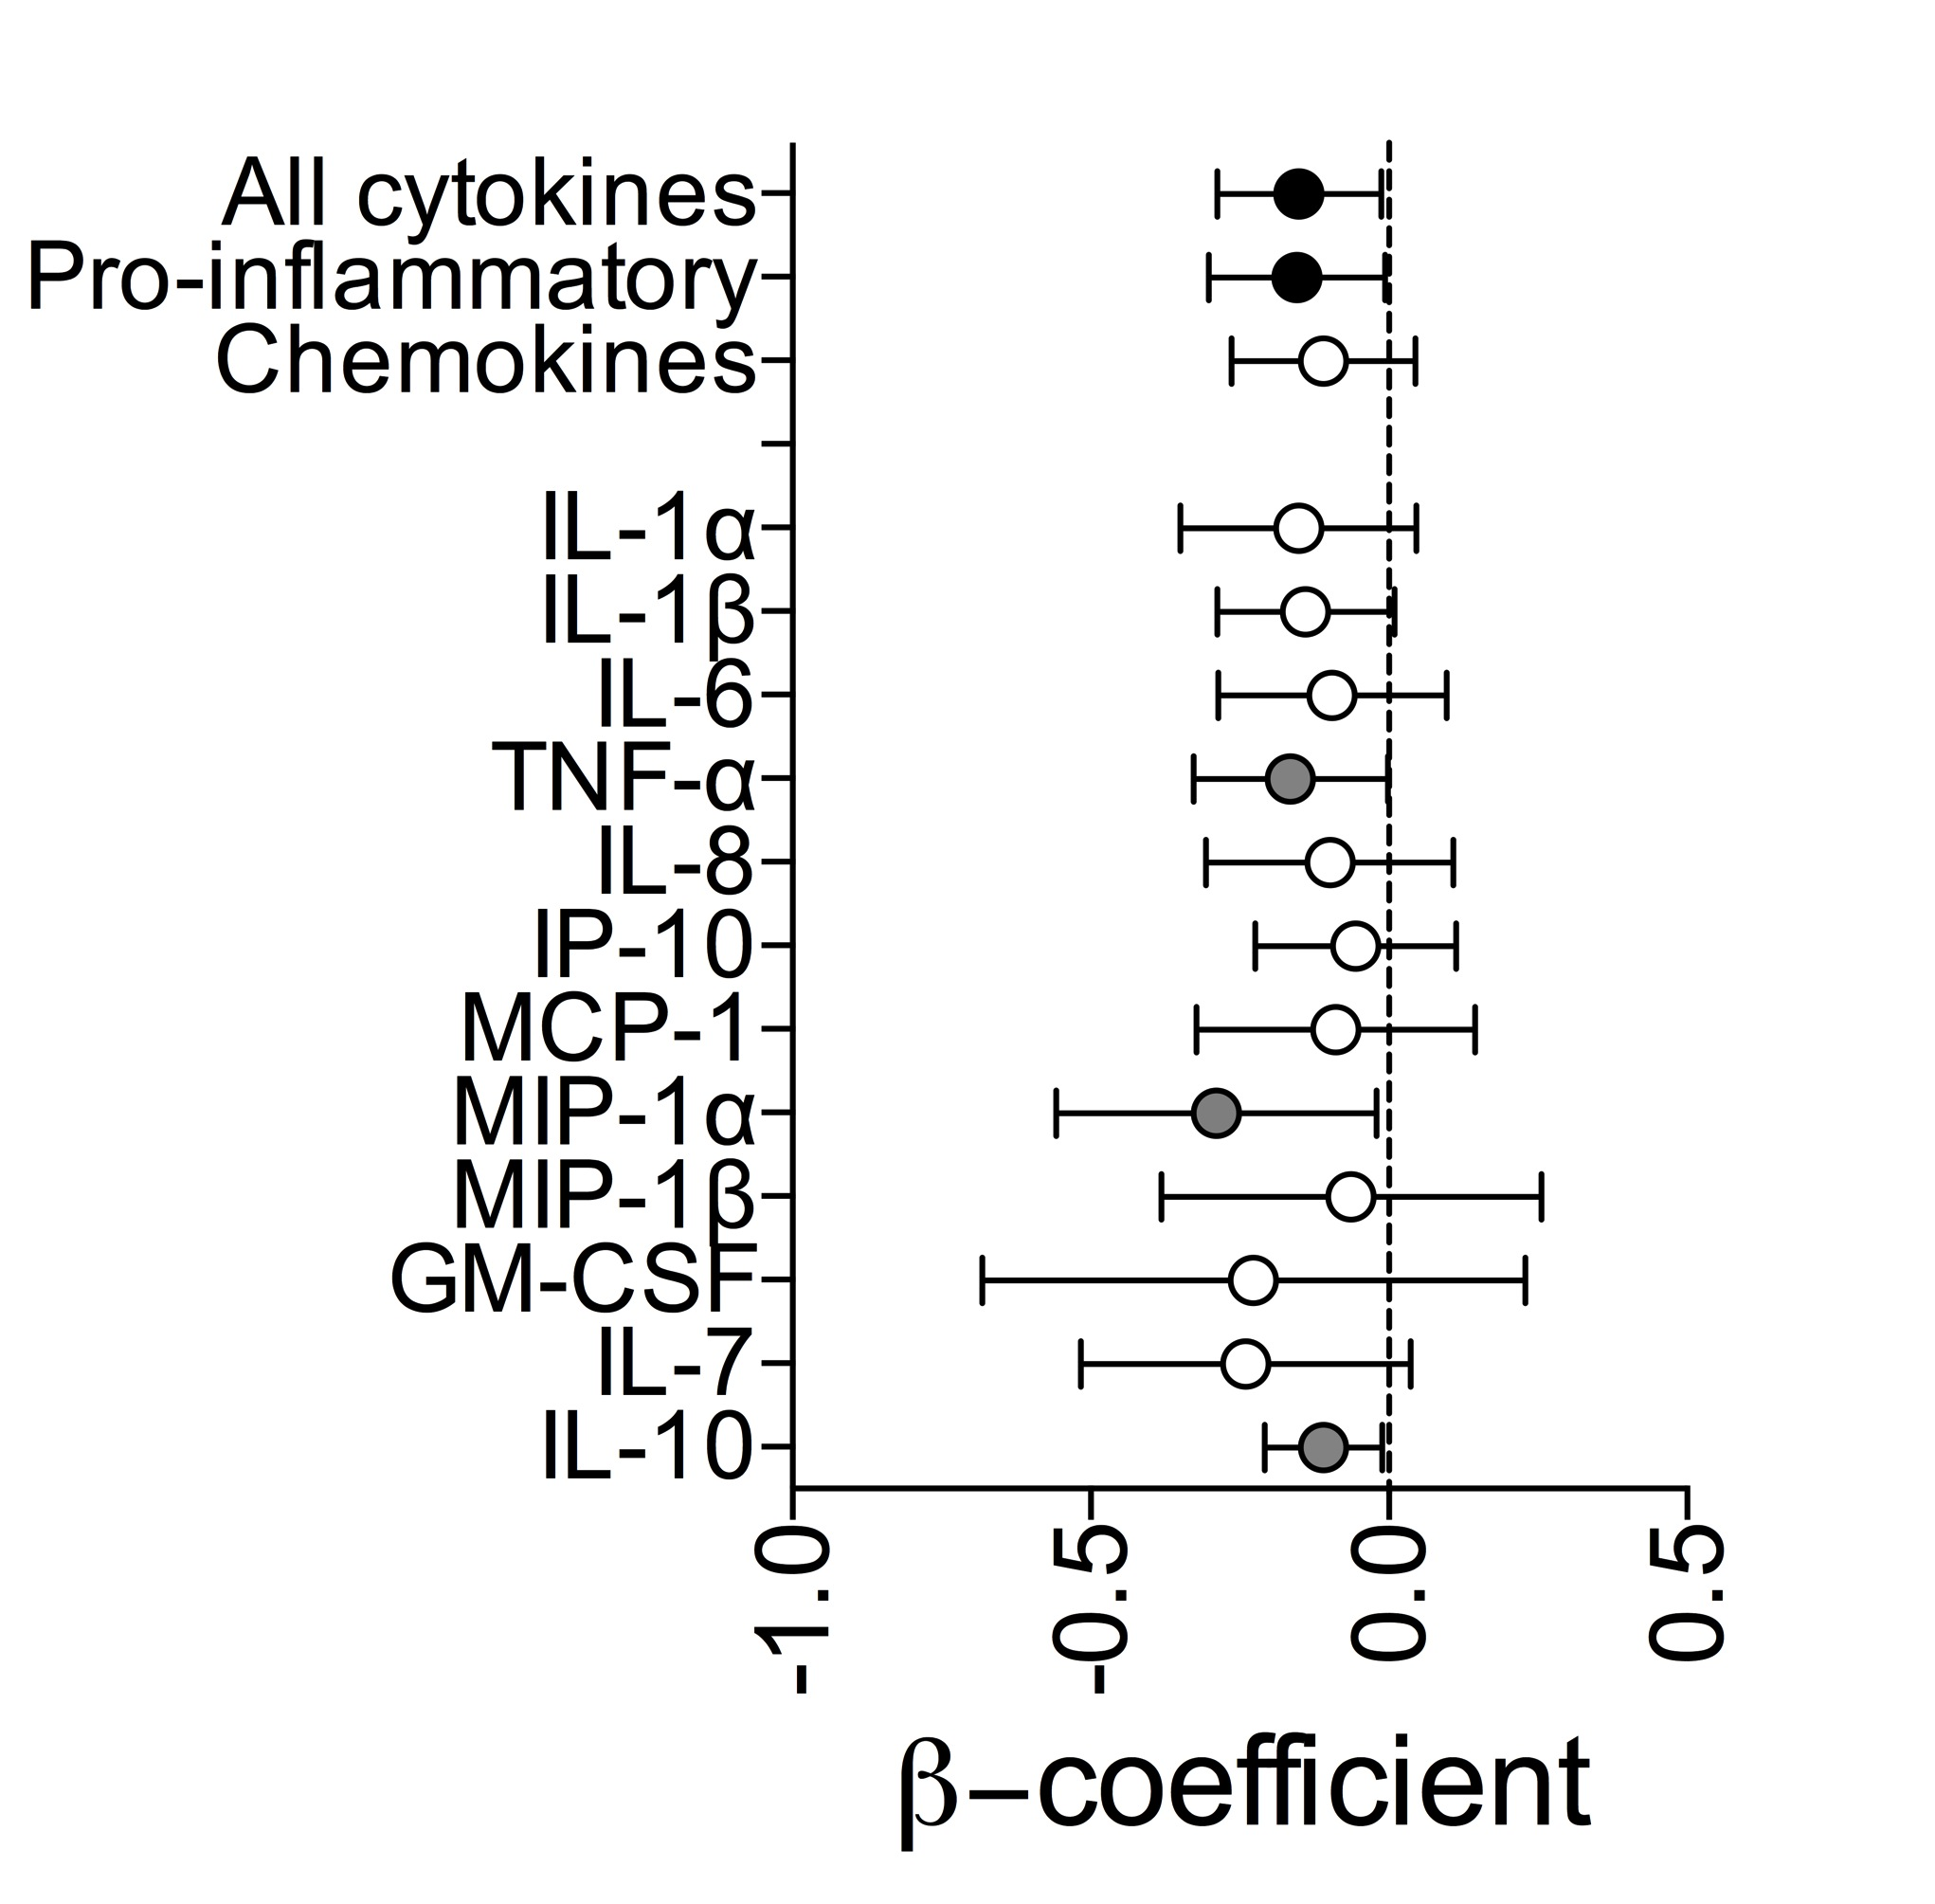 All cytokines
Pro-inflammatory
Chemokines
IL-1α
IL-1β
IL-6
TNF-α
IL-8
IP-10
MCP-1
MIP-1α
MIP-1β
GM-CSF
IL-7
IL-10
-1.0
-0.5
0.0
0.5
β-coefficient